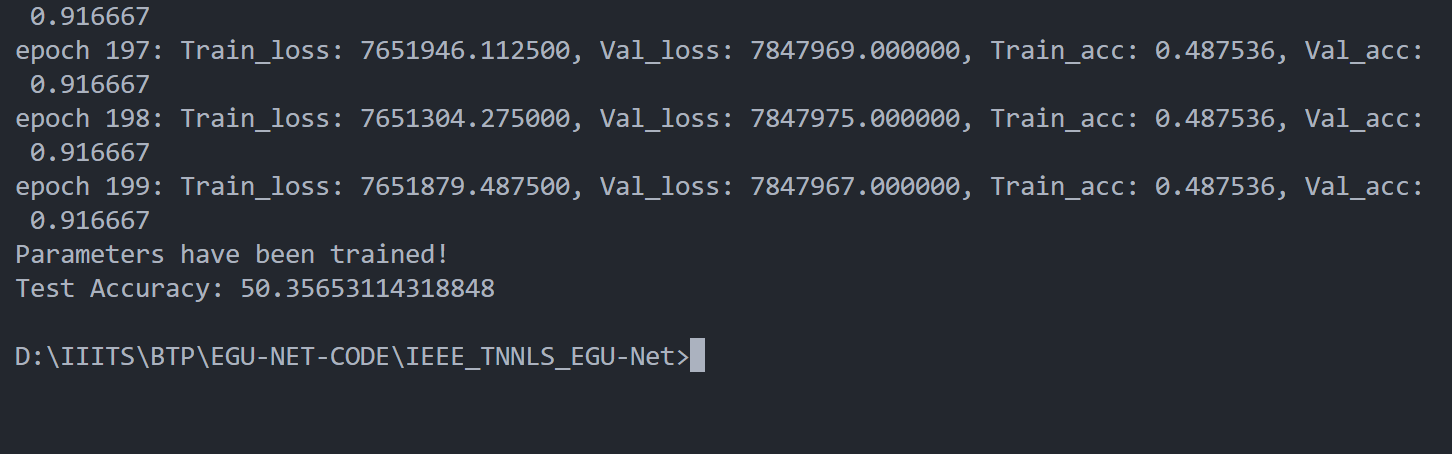 0.916667
epoch 197: Train_loss: 7651946.112500, Val_loss: 7847969.000000, Train_acc: 0.487536, Val_acc:
0.916667
epoch 198: Train_loss: 7651304.275000, Val_loss: 7847975.000000, Train_acc: 0.487536, Val_acc:
0.916667
epoch 199: Train_loss: 7651879.487500, Val_loss: 7847967.000000, Train_acc: 0.487536, Val_acc:
0.916667
Parameters have been trained!
Test Accuracy: 50.35653114318848
D:\IIITS\BTP\EGU-NET-CODE\IEEE_TNNLS_EGU-Net>